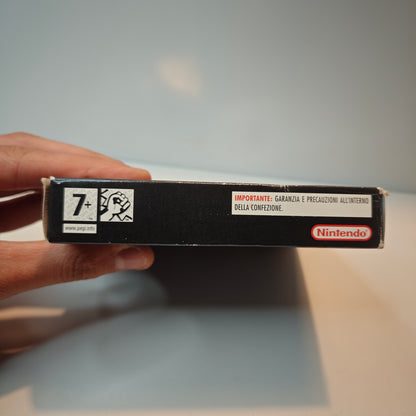 7+
www.pegi.info
IMPORTANTE: GARANZIA E PRECAUZIONI ALL'INTERNO
DELLA CONFEZIONE.
Nintendo